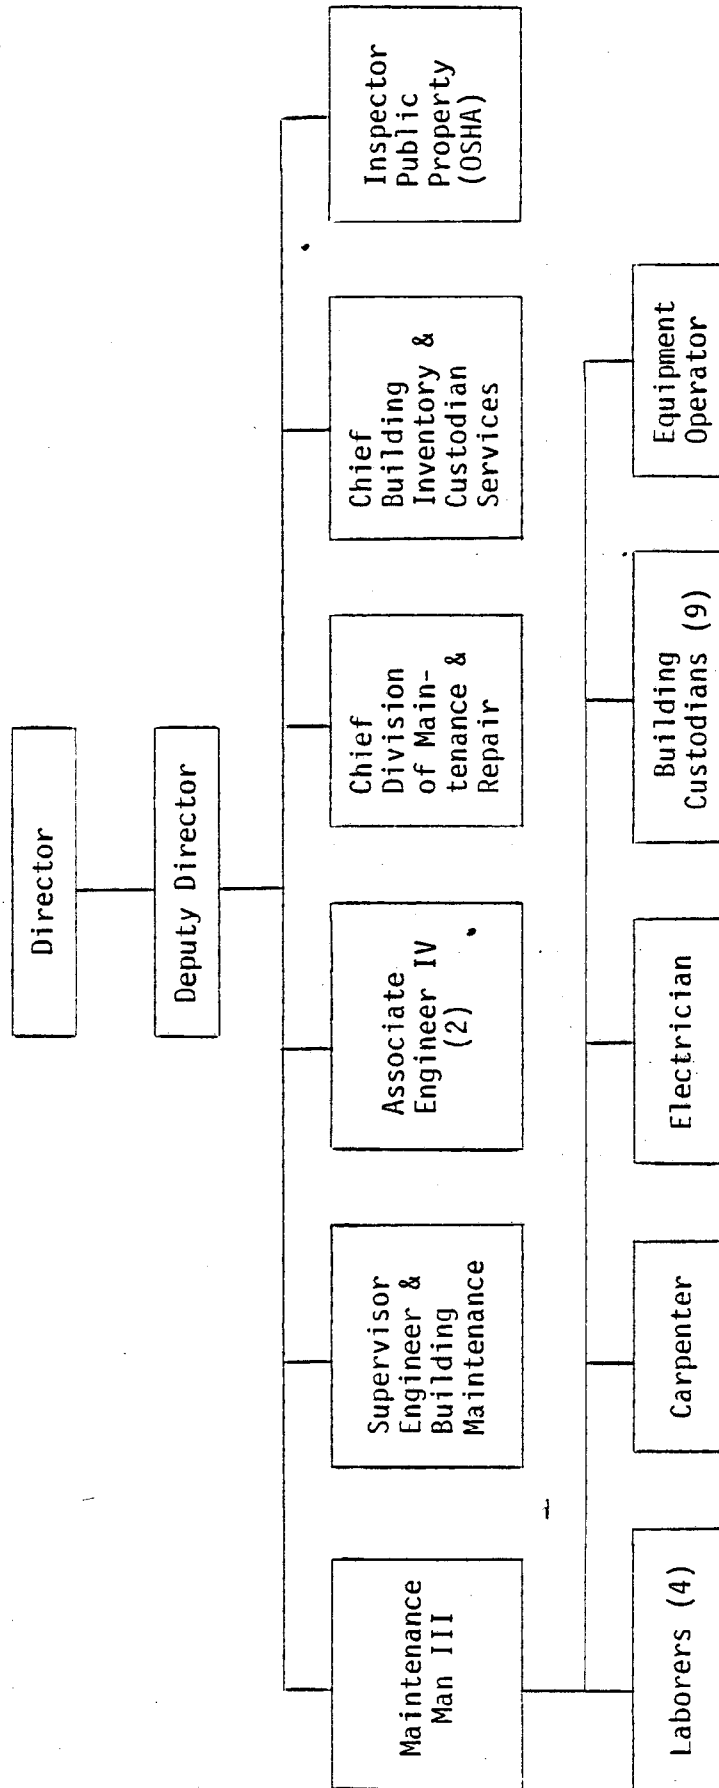 Director
Deputy Director
Maintenance
Man III
Supervisor
Engineer &
Building
Maintenance
Associate
Engineer IV
(2)
Chief
Division
of Main-
tenance &
Repair
Chief
Building
Inventory &
Custodian
Services
Inspector
Public
Property
(OSHA)
Laborers (4)
Carpenter
Electrician
Building
Custodians (9)
Equipment
Operator